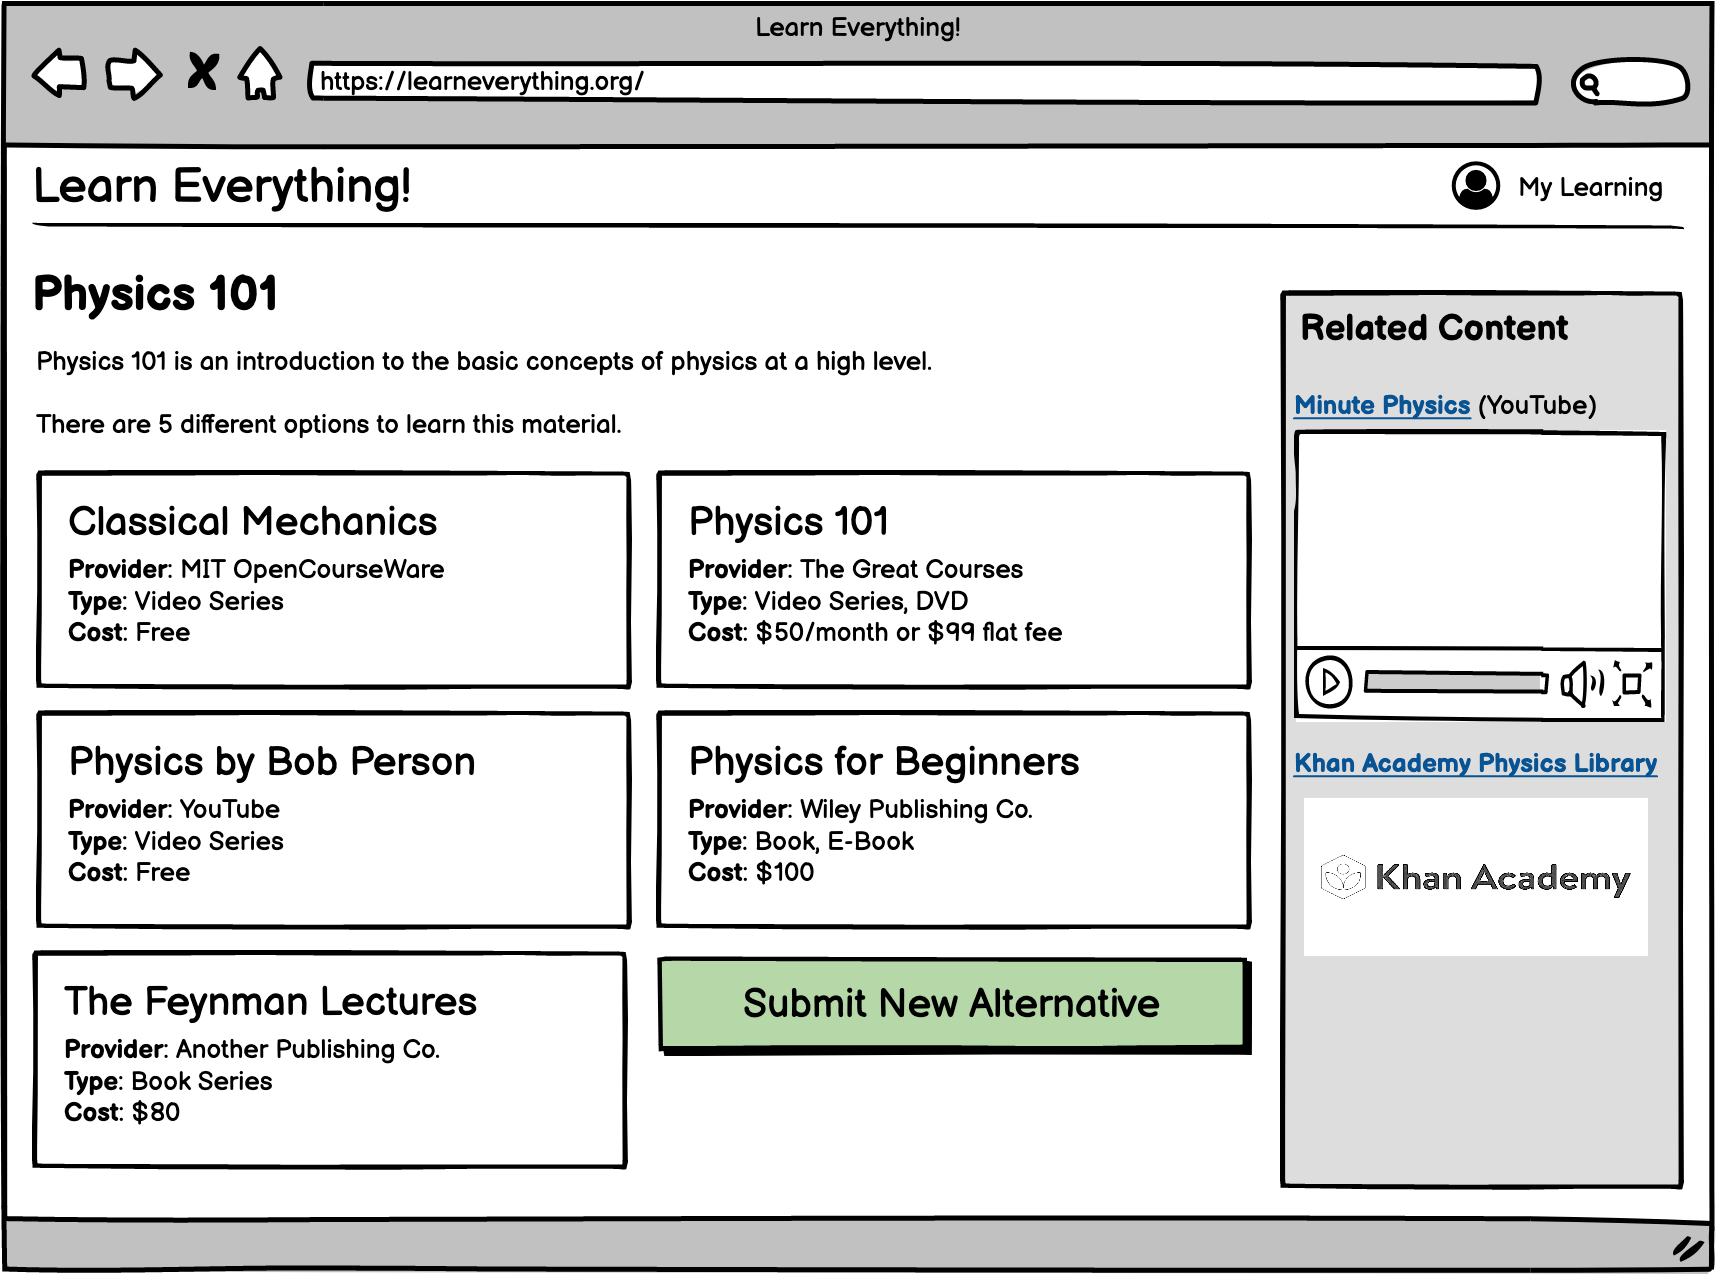 Learn Everything!
https://learneverything.org/
Learn Everything!
My Learning
Physics 101
Physics 101 is an introduction to the basic concepts of physics at a high level.
There are 5 different options to learn this material.
Classical Mechanics
Provider: MIT OpenCourseWare
Type: Video Series
Cost: Free
Physics 101
Provider: The Great Courses
Type: Video Series, DVD
Cost: $50/month or $99 flat fee
Physics by Bob Person
Provider: YouTube
Type: Video Series
Cost: Free
Physics for Beginners
Provider: Wiley Publishing Co.
Type: Book, E-Book
Cost: $100
The Feynman Lectures
Provider: Another Publishing Co.
Type: Book Series
Cost: $80
Submit New Alternative
Related Content
Minute Physics (YouTube)
Khan Academy Physics Library
Khan Academy